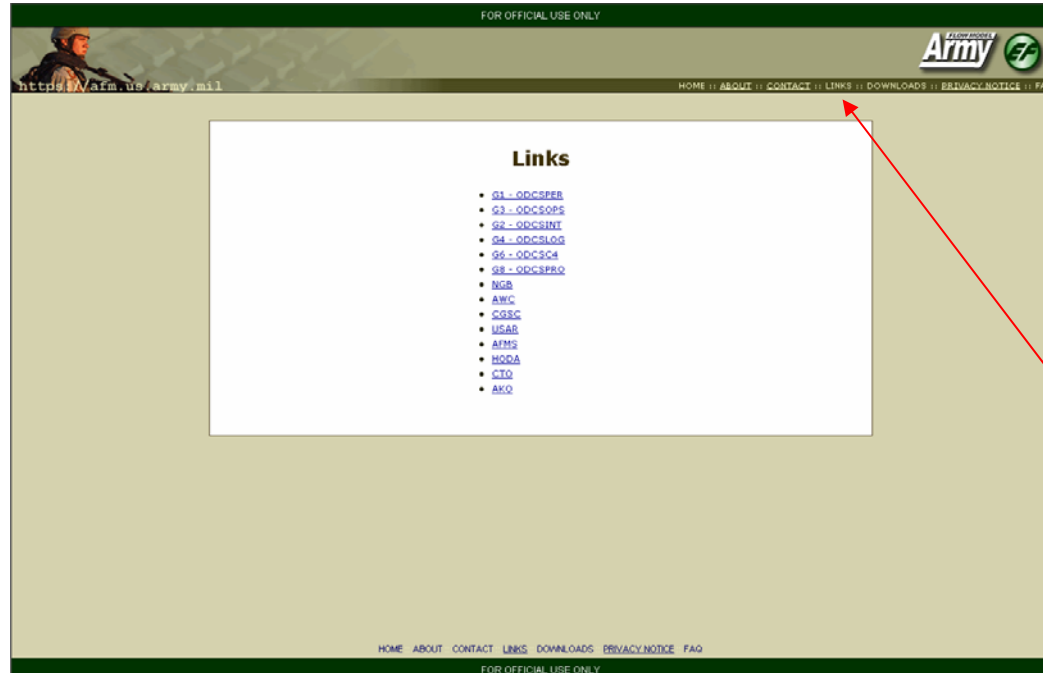 FOR OFFICIAL USE ONLY
FLOW MODEL
Army
https://afm.us.army.mil
HOME :: ABOUT :: CONTACT :: LINKS :: DOWNLOADS :: PRIVACY NOTICE ::
Links
G1 - ODCSPER
G3 - ODCSOPS
G2 - ODCSINT
G4 - ODCSLOG
G6 - ODCSC4
G8 - ODCSPRO
NGB
AWC
CGSC
USAR
AFMS
HQDA
CTO
AKO
HOME ABOUT CONTACT LINKS DOWNLOADS PRIVACY NOTICE FAQ
FOR OFFICIAL USE ONLY